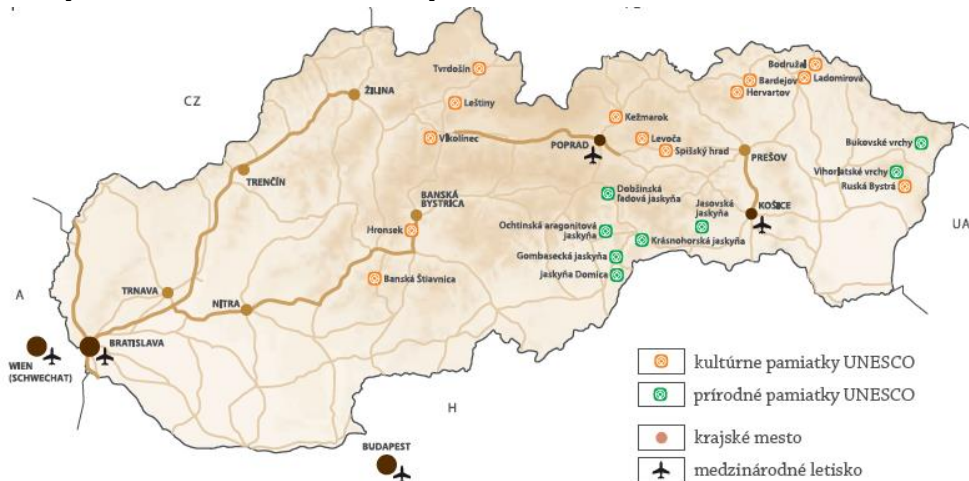 Tvrdošín
Bodružal
Ladomirová
Bardejov
Hervartov
CZ
ŽILINA
Leštiny
Kežmarok
Vlkolínec
Levoča
POPRAD
Spišský hrad
PREŠOV
Bukovské vrchy
TRENČÍN
Vihorlatské vrchy
Ruská Bystrá
BANSKÁ
BYSTRICA
Dobšinská
ľadová jaskyňa
Jasovská
jaskyňa
KOŠICE
Hronsek
Ochtinská aragonitová
jaskyňa
Krásnohorská jaskyňa
UA
Gombasecká jaskyňa
Banská Štiavnica
jaskyňa Domica
A
TRNAVA
NITRA
BRATISLAVA
WIEN
(SCHWECHAT)
H
BUDAPEST
kultúrne pamiatky UNESCO
prírodné pamiatky UNESCO
krajské mesto
medzinárodné letisko